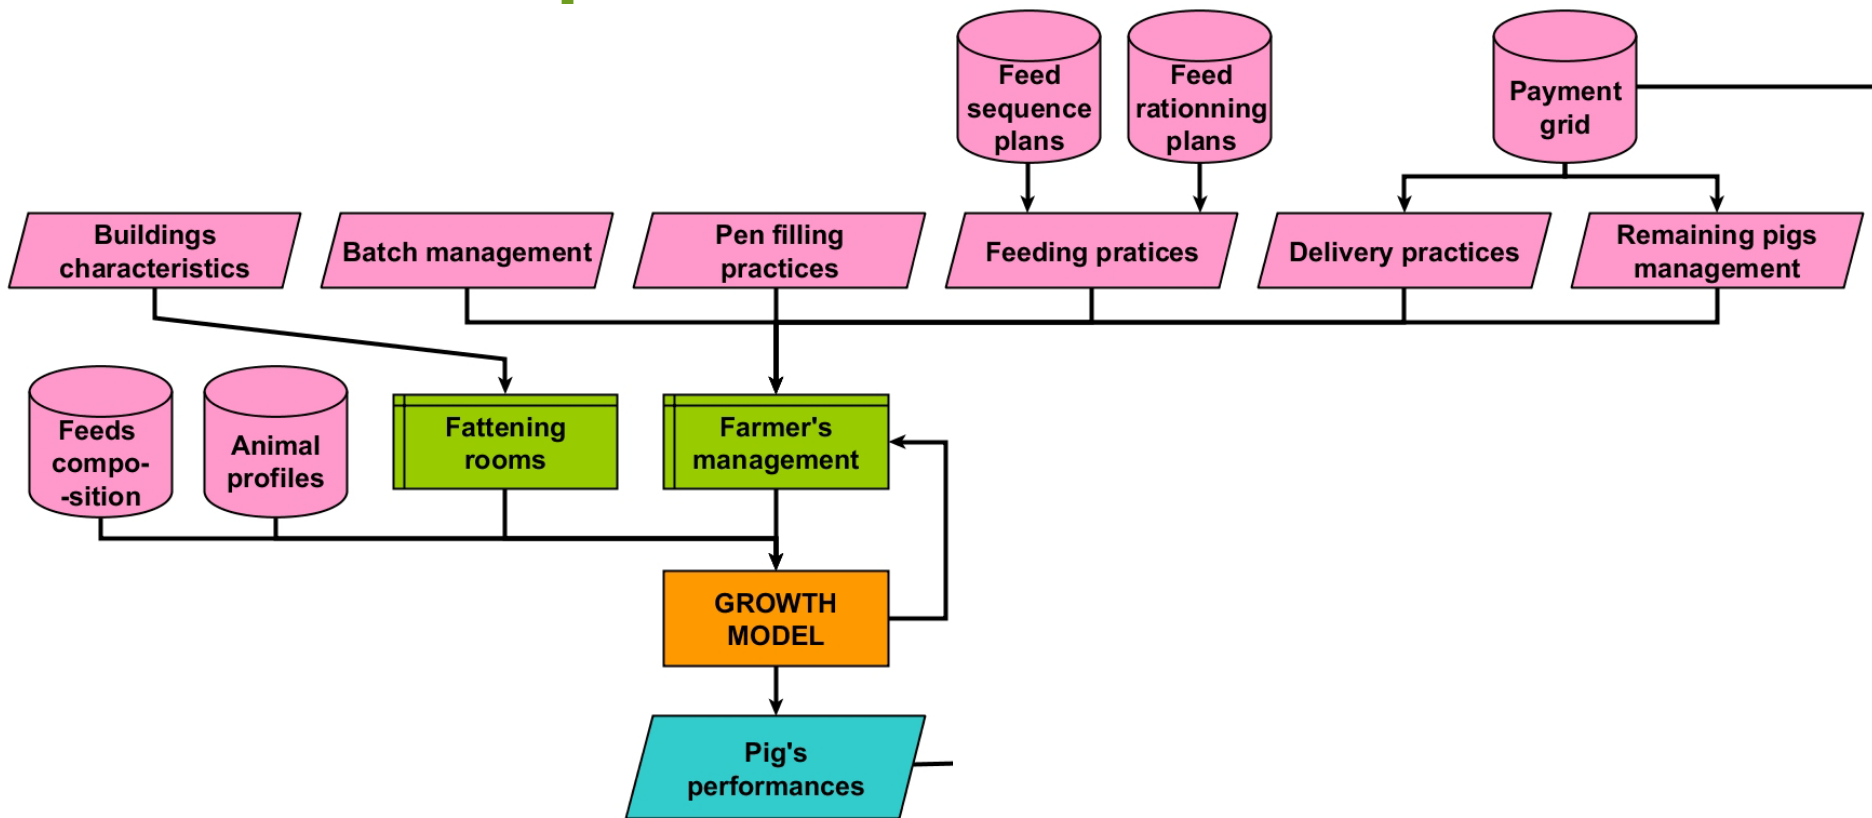 Feed
sequence
plans
Feed
rationning
plans
Payment
grid
Buildings
characteristics
Batch management
Pen filling
practices
Feeding pratices
Delivery practices
Remaining pigs
management
Feeds
compo-
-sition
Animal
profiles
Fattening
rooms
Farmer's
management
GROWTH
MODEL
Pig's
performances